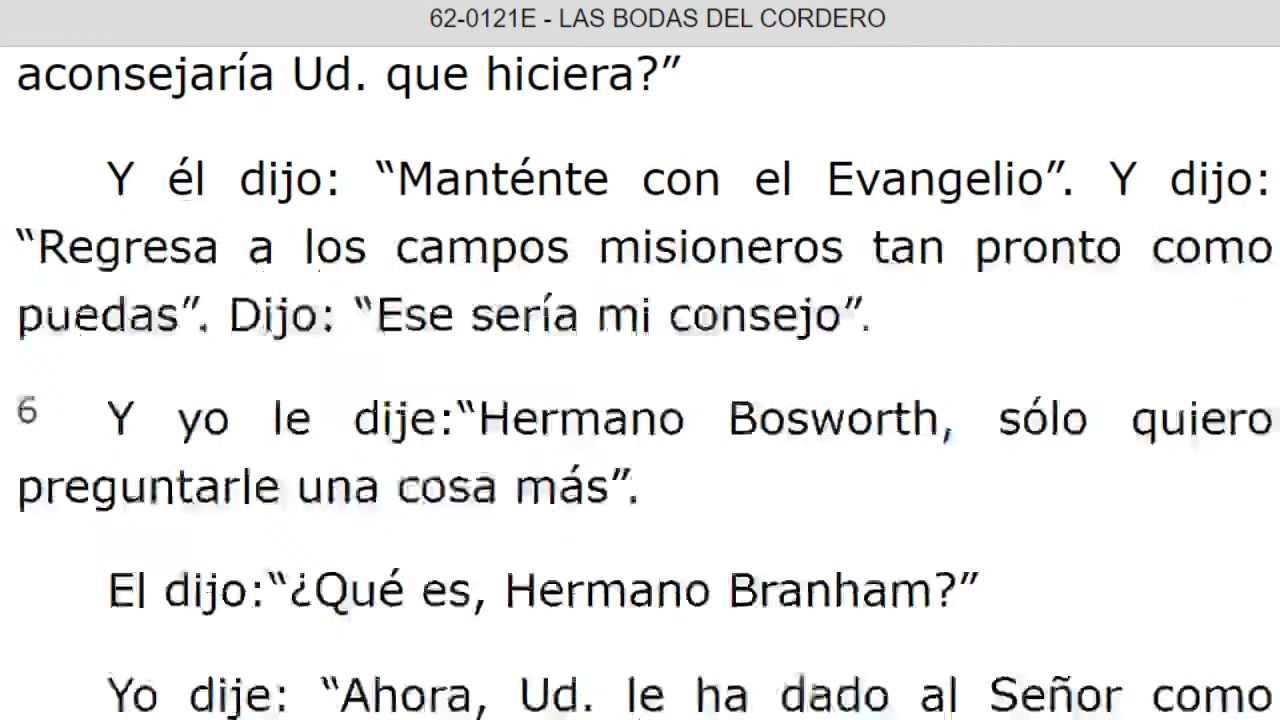 62-0121E - LAS BODAS DEL CORDERO
aconsejaría Ud. que hiciera?”
Y él dijo: “Manténte con el Evangelio”. Y dijo:
“Regresa a los campos misioneros tan pronto como
puedas”. Dijo: “Ese sería mi consejo”.
6 Y yo le dije:“Hermano Bosworth, sólo quiero
preguntarle una cosa más”.
El dijo:“¿Qué es, Hermano Branham?”
Yo dije: “Ahora, Ud. le ha dado al Señor como